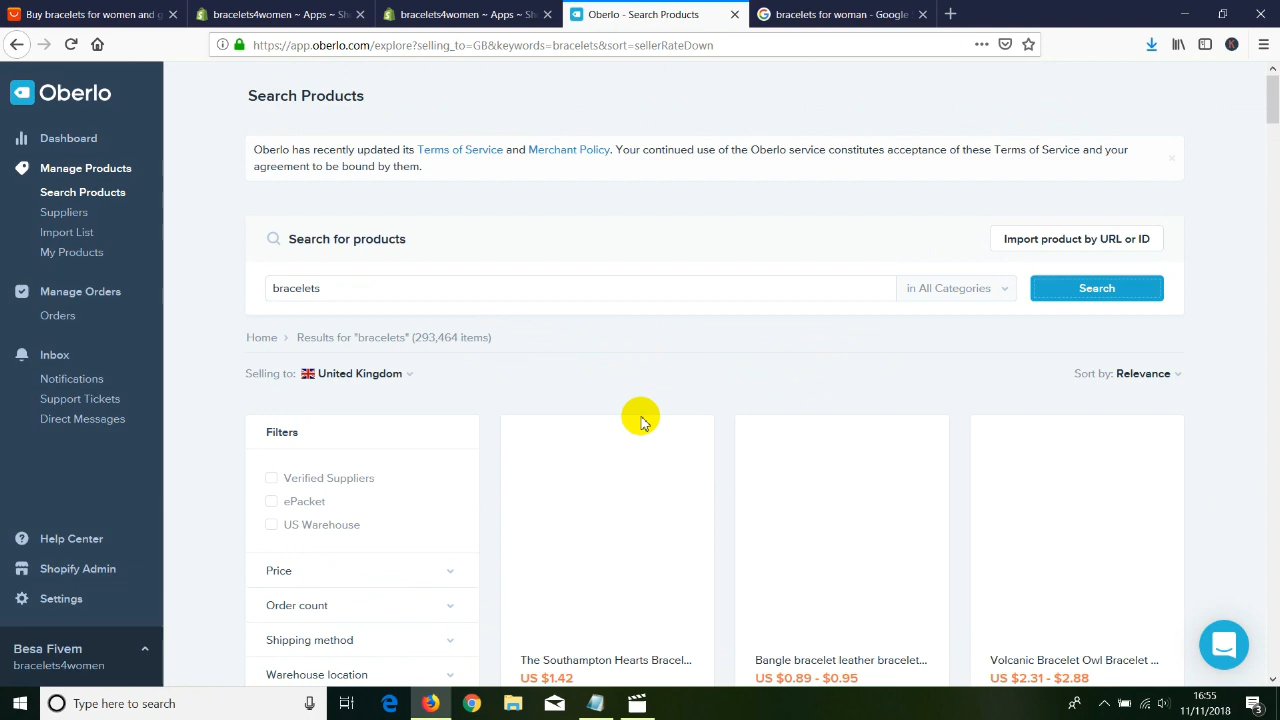 Buy bracelets for women and g
bracelets4women ~ Apps ~ Sh
bracelets4women ~ Apps ~ Sh
Oberlo - Search Products
bracelets for woman - Google
https://app.oberlo.com/explore?selling_to=GB&keywords=bracelets&sort=sellerRateDown
Oberlo
Dashboard
Manage Products
Search Products
Suppliers
Import List
My Products
Manage Orders
Orders
Inbox
Notifications
Support Tickets
Direct Messages
Help Center
Shopify Admin
Settings
Besa Fivem
bracelets4women
Search Products
Oberlo has recently updated its Terms of Service and Merchant Policy. Your continued use of the Oberlo service constitutes acceptance of these Terms of Service and your
agreement to be bound by them.
Search for products
Import product by URL or ID
bracelets
in All Categories
Search
Home > Results for "bracelets" (293,464 items)
Selling to: United Kingdom
Sort by: Relevance
Filters
Verified Suppliers
ePacket
US Warehouse
Price
Order count
Shipping method
Warehouse location
The Southampton Hearts Bracel...
US $1.42
Bangle bracelet leather bracelet...
US $0.89 - $0.95
Volcanic Bracelet Owl Bracelet ...
US $2.31 - $2.88
Type here to search
16:55
11/11/2018
3